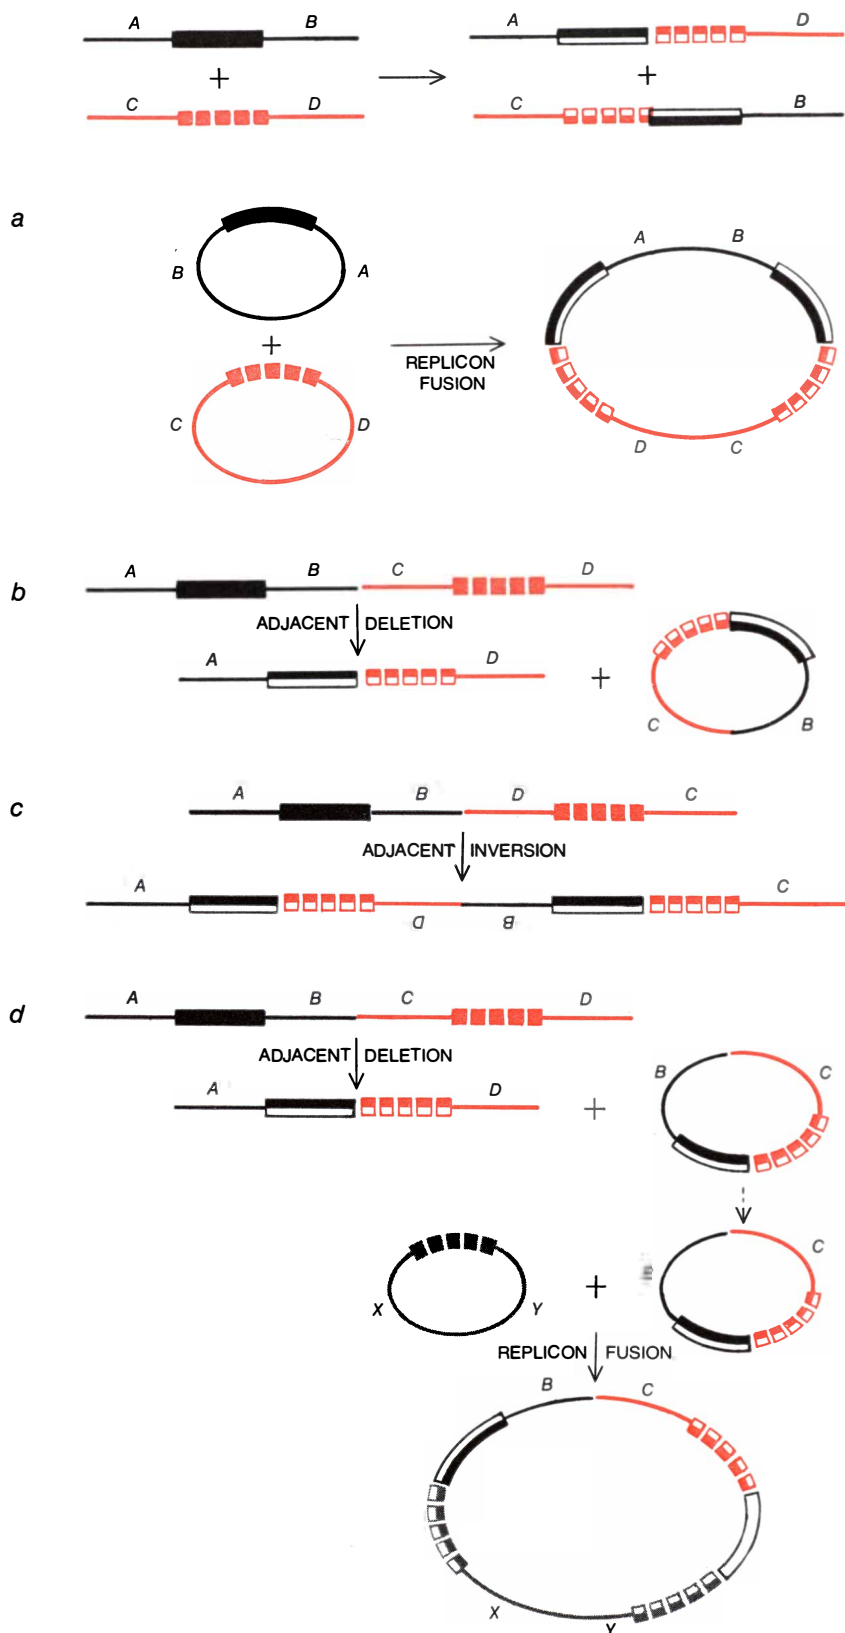 A B A D
+ +
C D C B
a
A B
B A
+
REPLICON
FUSION
C D
D C
b
A B C D
ADJACENT DELETION
A D
+
C B
c
A B D C
ADJACENT INVERSION
A C
D B
d
A B C D
ADJACENT DELETION
B C
A D
+
C
+
X Y
REPLICON FUSION
B C
X Y